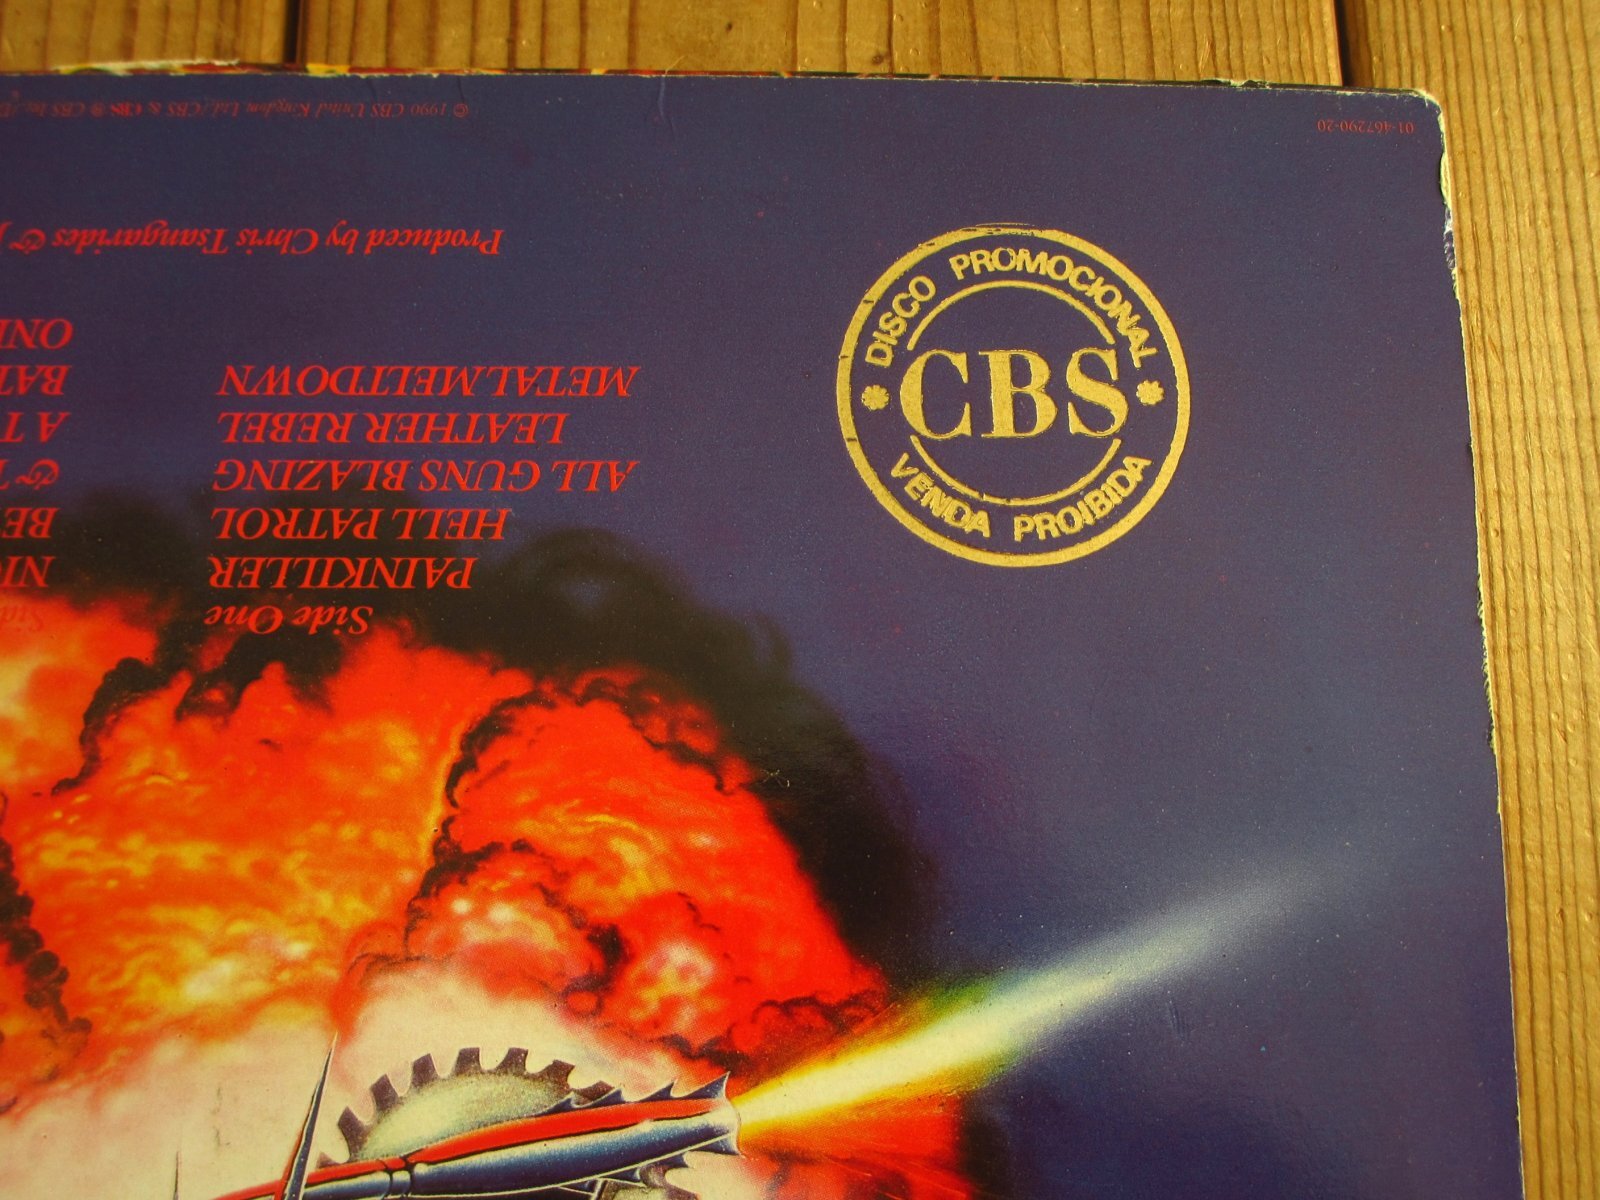 DISCO PROMOCIONAL
CBS
VENDA PROIBIDA
Side One
PAINKILLER
HELL PATROL
ALL GUNS BLAZING
LEATHER REBEL
METAL MELTDOWN
&
A
Produced by Chris Tsangarides &
© 1990 CBS United Kingdom Ltd./CBS & CBS ℗ CBS
01-467290-20